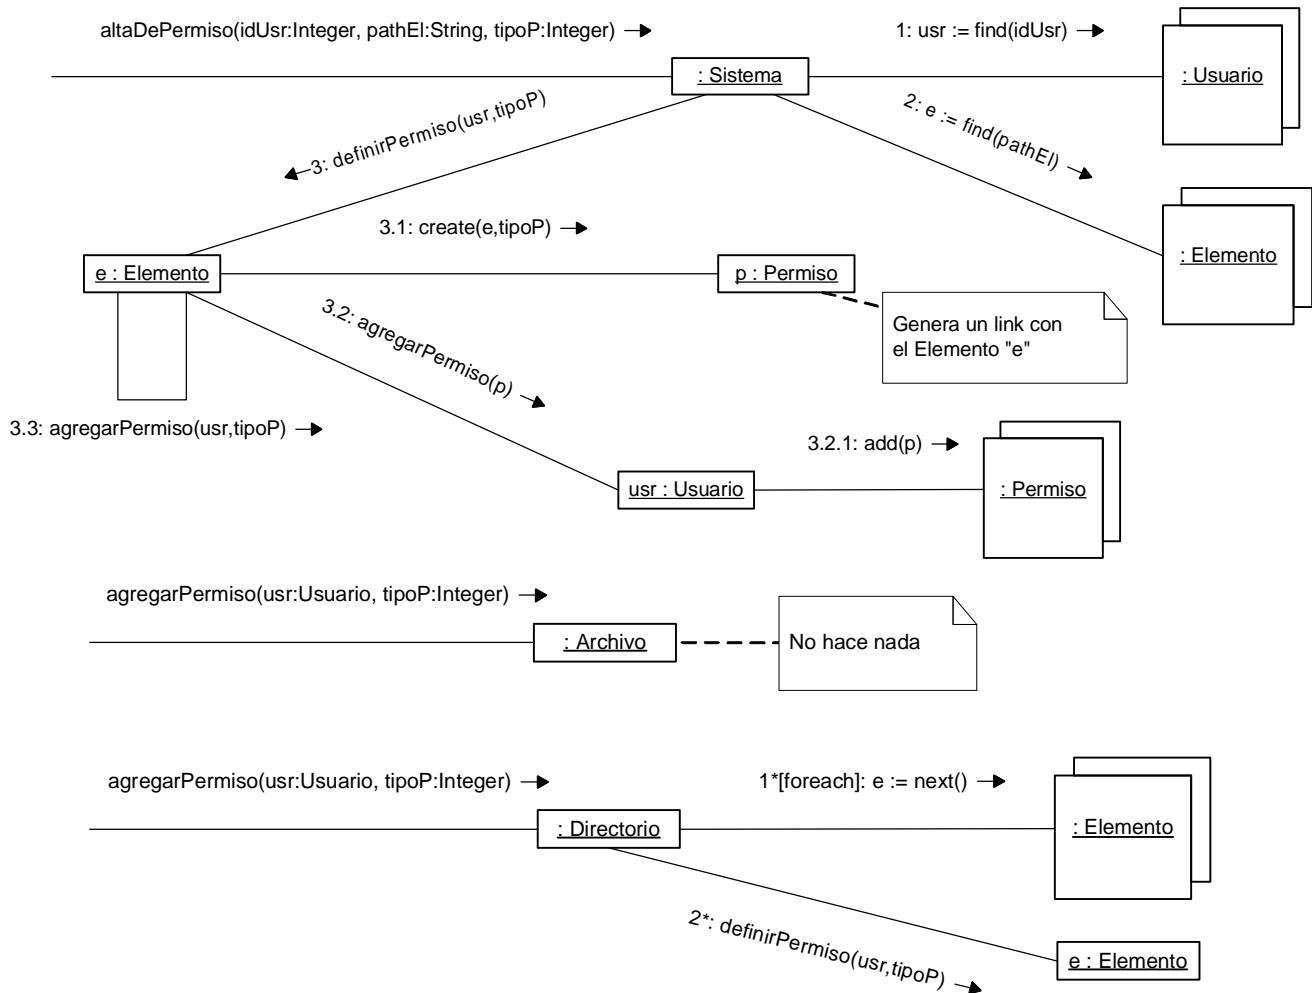 altaDePermiso(idUsr:Integer, pathEl:String, tipoP:Integer)
1: usr := find(idUsr)
: Sistema
: Usuario
2: e := find(pathEl)
3: definirPermiso(usr,tipoP)
3.1: create(e,tipoP)
: Elemento
e : Elemento
p : Permiso
Genera un link con
el Elemento "e"
3.2: agregarPermiso(p)
3.3: agregarPermiso(usr,tipoP)
3.2.1: add(p)
usr : Usuario
: Permiso
agregarPermiso(usr:Usuario, tipoP:Integer)
: Archivo
No hace nada
agregarPermiso(usr:Usuario, tipoP:Integer)
1*[foreach]: e := next()
: Directorio
: Elemento
2*: definirPermiso(usr,tipoP)
e : Elemento